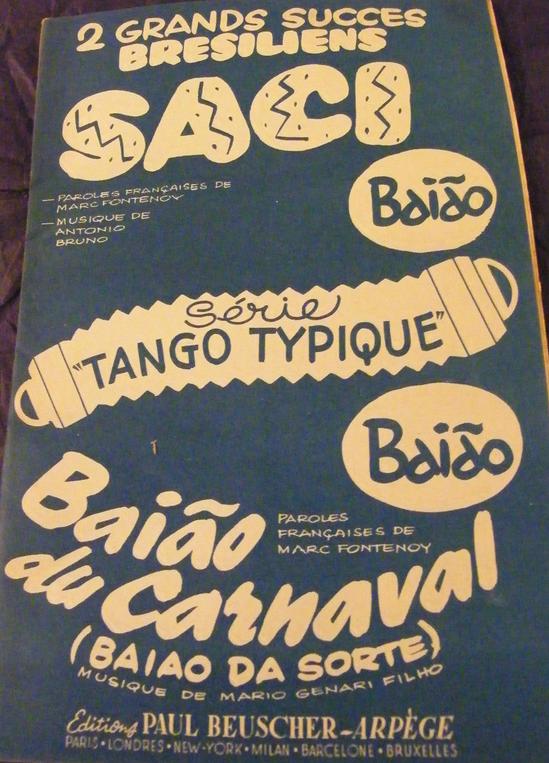 2 GRANDS SUCCES
BRESILIENS
SACI
— PAROLES FRANÇAISES DE
MARC FONTENOY
— MUSIQUE DE
ANTONIO
BRUNO
Baião
Série
"TANGO TYPIQUE"
Baião
Baião
du Carnaval
PAROLES
FRANÇAISES DE
MARC FONTENOY
(BAIAO DA SORTE)
MUSIQUE DE MARIO GENARI FILHO
Editions PAUL BEUSCHER-ARPÈGE
PARIS • LONDRES • NEW-YORK • MILAN • BARCELONE • BRUXELLES